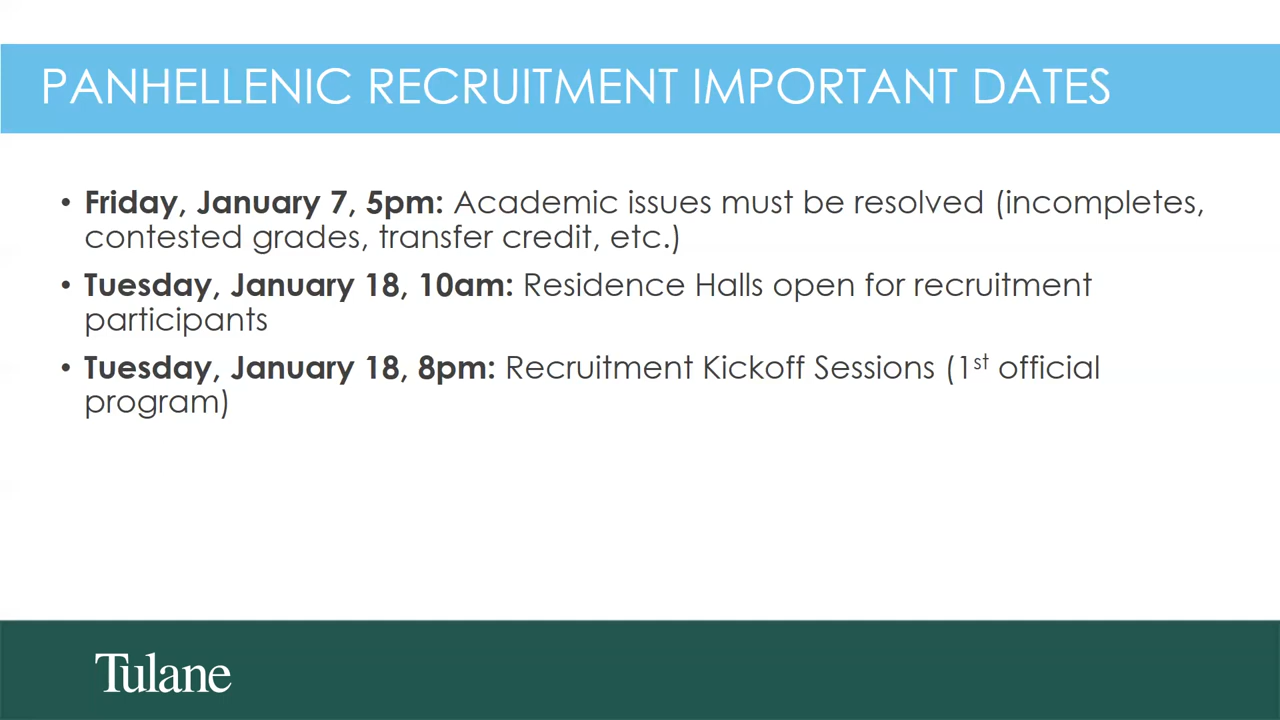 PANHELLENIC RECRUITMENT IMPORTANT DATES
• Friday, January 7, 5pm: Academic issues must be resolved (incompletes,
contested grades, transfer credit, etc.)
• Tuesday, January 18, 10am: Residence Halls open for recruitment
participants
• Tuesday, January 18, 8pm: Recruitment Kickoff Sessions (1st official
program)
Tulane